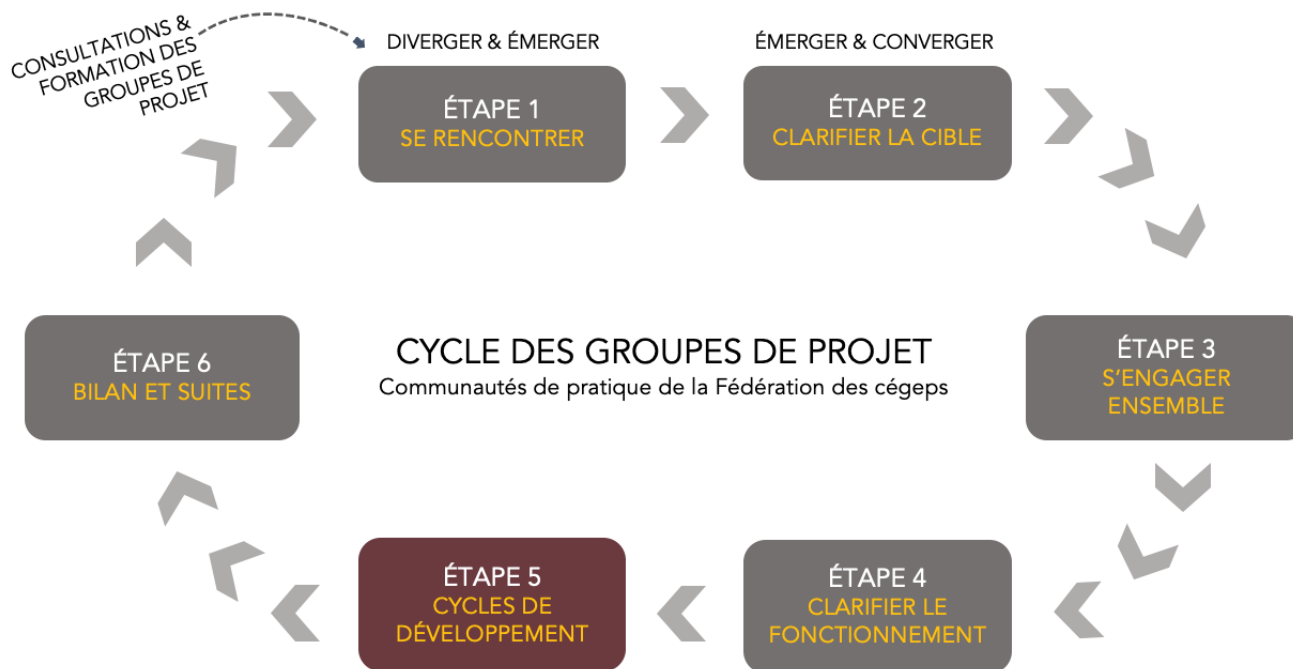 CONSULTATIONS &
FORMATION DES
GROUPES DE
PROJET
DIVERGER & ÉMERGER
ÉMERGER & CONVERGER
ÉTAPE 1
SE RENCONTRER
ÉTAPE 2
CLARIFIER LA CIBLE
ÉTAPE 6
BILAN ET SUITES
CYCLE DES GROUPES DE PROJET
Communautés de pratique de la Fédération des cégeps
ÉTAPE 3
S’ENGAGER
ENSEMBLE
ÉTAPE 5
CYCLES DE
DÉVELOPPEMENT
ÉTAPE 4
CLARIFIER LE
FONCTIONNEMENT